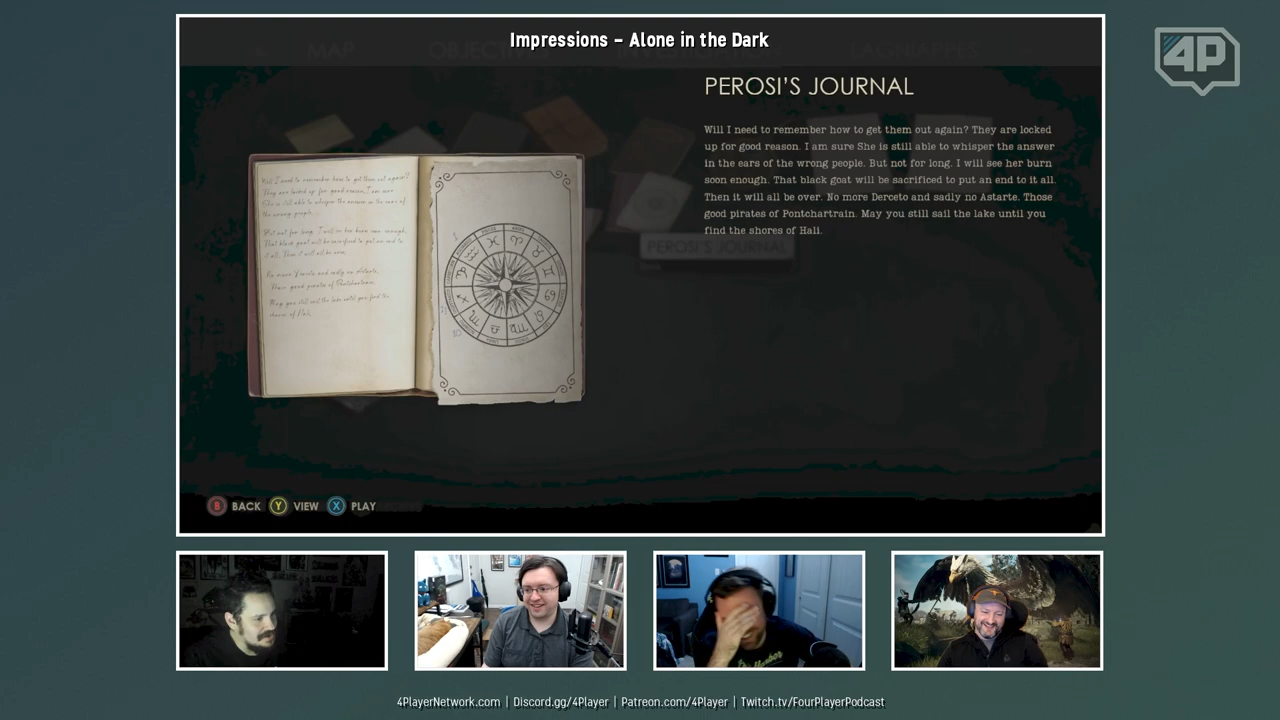 Impressions – Alone in the Dark
MAP
4P
PEROSI'S JOURNAL
Will I need to remember how to get them out again? They are locked
up for good reason. I am sure She is still able to whisper the answer
in the ears of the wrong people. But not for long. I will see her burn
soon enough. That black goat will be sacrificed to put an end to it all.
Then it will all be over. No more Derceto and sadly no Astarte. Those
good pirates of Pontchartrain. May you still sail the lake until you
find the shores of Hali.
PEROSI'S JOURNAL
B BACK Y VIEW X PLAY
4PlayerNetwork.com | Discord.gg/4Player | Patreon.com/4Player | Twitch.tv/FourPlayerPodcast